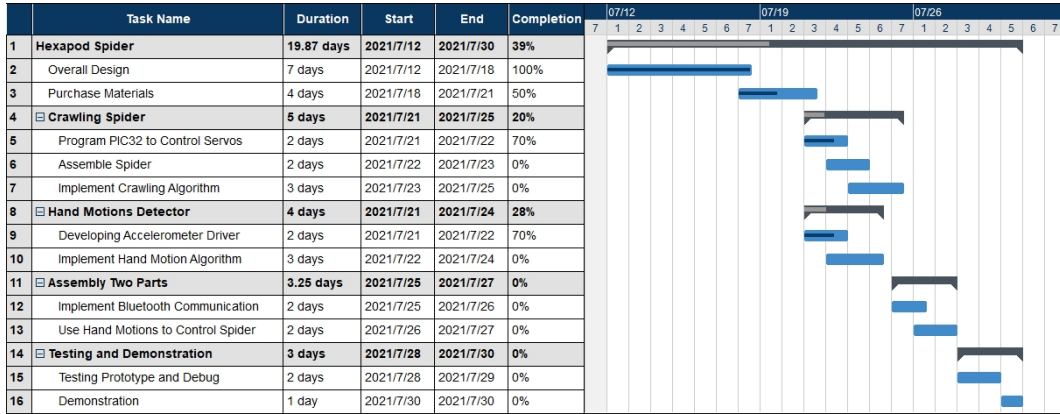 Task Name Duration Start End Completion 07/12 07/19 07/26
7 1 2 3 4 5 6 7 1 2 3 4 5 6 7 1 2 3 4 5 6 7
1 Hexapod Spider 19.87 days 2021/7/12 2021/7/30 39%
2 Overall Design 7 days 2021/7/12 2021/7/18 100%
3 Purchase Materials 4 days 2021/7/18 2021/7/21 50%
4 Crawling Spider 5 days 2021/7/21 2021/7/25 20%
5 Program PIC32 to Control Servos 2 days 2021/7/21 2021/7/22 70%
6 Assemble Spider 2 days 2021/7/22 2021/7/23 0%
7 Implement Crawling Algorithm 3 days 2021/7/23 2021/7/25 0%
8 Hand Motions Detector 4 days 2021/7/21 2021/7/24 28%
9 Developing Accelerometer Driver 2 days 2021/7/21 2021/7/22 70%
10 Implement Hand Motion Algorithm 3 days 2021/7/22 2021/7/24 0%
11 Assembly Two Parts 3.25 days 2021/7/25 2021/7/27 0%
12 Implement Bluetooth Communication 2 days 2021/7/25 2021/7/26 0%
13 Use Hand Motions to Control Spider 2 days 2021/7/26 2021/7/27 0%
14 Testing and Demonstration 3 days 2021/7/28 2021/7/30 0%
15 Testing Prototype and Debug 2 days 2021/7/28 2021/7/29 0%
16 Demonstration 1 day 2021/7/30 2021/7/30 0%